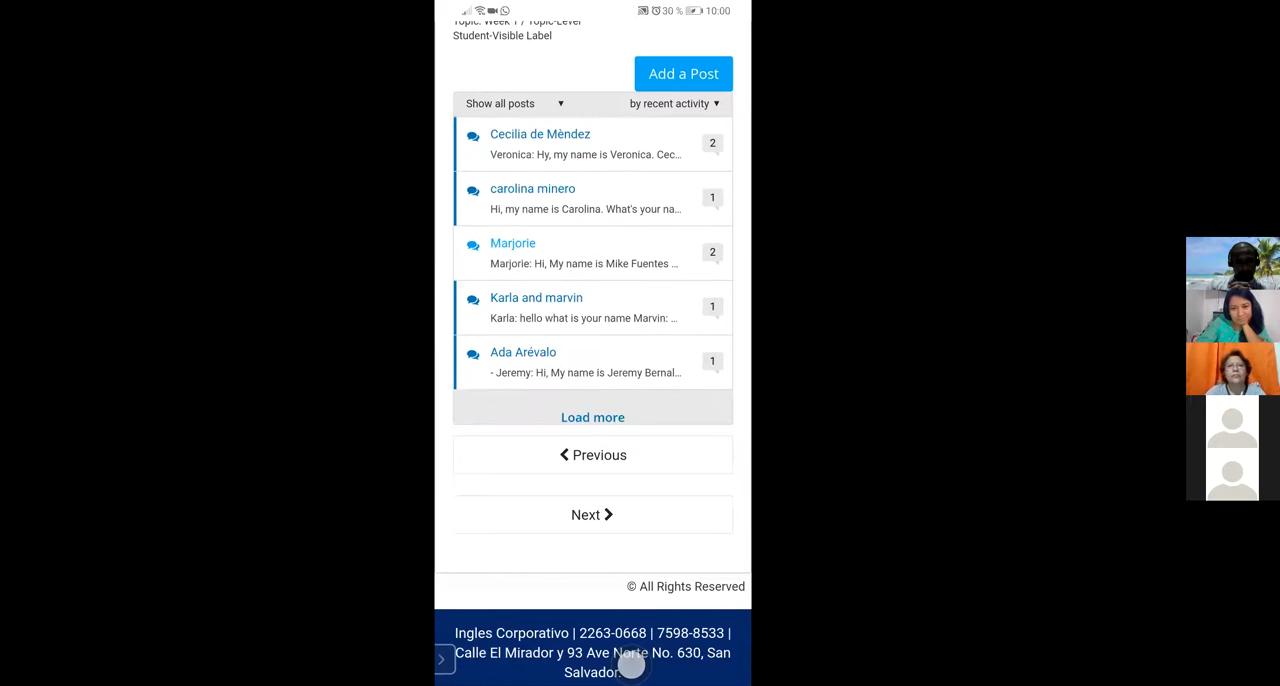 30 % 10:00
Topic: Week 1 / Topic-Level
Student-Visible Label
Add a Post
Show all posts ▼ by recent activity ▼
Cecilia de Mèndez
Veronica: Hy, my name is Veronica. Cec... 2
carolina minero
Hi, my name is Carolina. What's your na... 1
Marjorie
Marjorie: Hi, My name is Mike Fuentes ... 2
Karla and marvin
Karla: hello what is your name Marvin: ... 1
Ada Arévalo
- Jeremy: Hi, My name is Jeremy Bernal... 1
Load more
Previous
Next
© All Rights Reserved
Ingles Corporativo | 2263-0668 | 7598-8533 |
Calle El Mirador y 93 Ave Norte No. 630, San
Salvador.